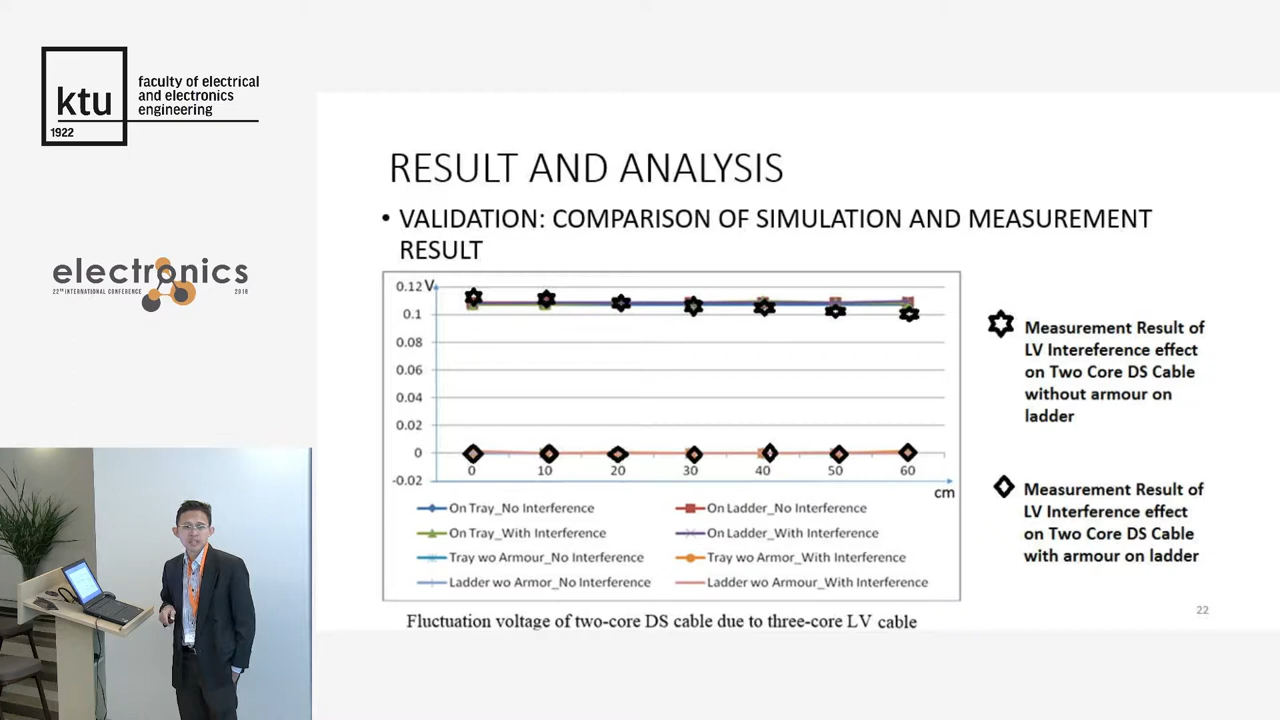 ktu
1922
faculty of electrical
and electronics
engineering
electronics
22TH INTERNATIONAL CONFERENCE 2018
RESULT AND ANALYSIS
• VALIDATION: COMPARISON OF SIMULATION AND MEASUREMENT
RESULT
0.12 V
0.1
0.08
0.06
0.04
0.02
0
-0.02
0 10 20 30 40 50 60
cm
On Tray_No Interference
On Ladder_No Interference
On Tray_With Interference
On Ladder_With Interference
Tray wo Armour_No Interference
Tray wo Armor_With Interference
Ladder wo Armor_No Interference
Ladder wo Armour_With Interference
Fluctuation voltage of two-core DS cable due to three-core LV cable
Measurement Result of
LV Intereference effect
on Two Core DS Cable
without armour on
ladder
Measurement Result of
LV Interference effect
on Two Core DS Cable
with armour on ladder
22